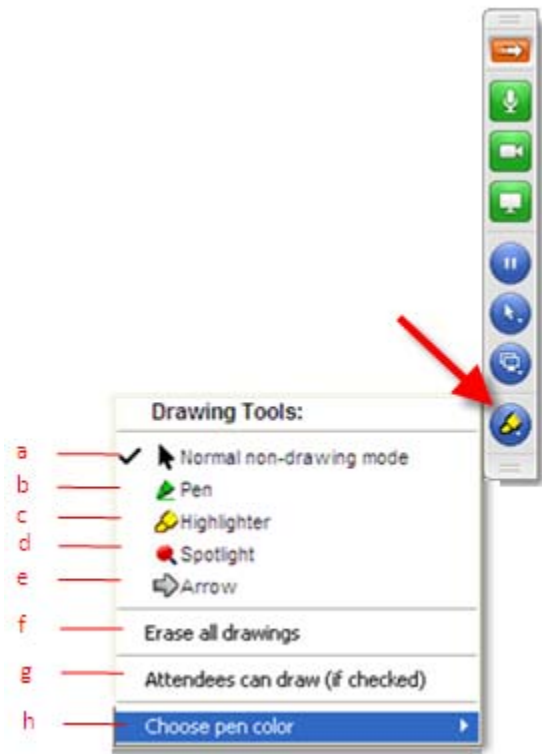 Drawing Tools:
a Normal non-drawing mode
b Pen
c Highlighter
d Spotlight
e Arrow
f Erase all drawings
g Attendees can draw (if checked)
h Choose pen color